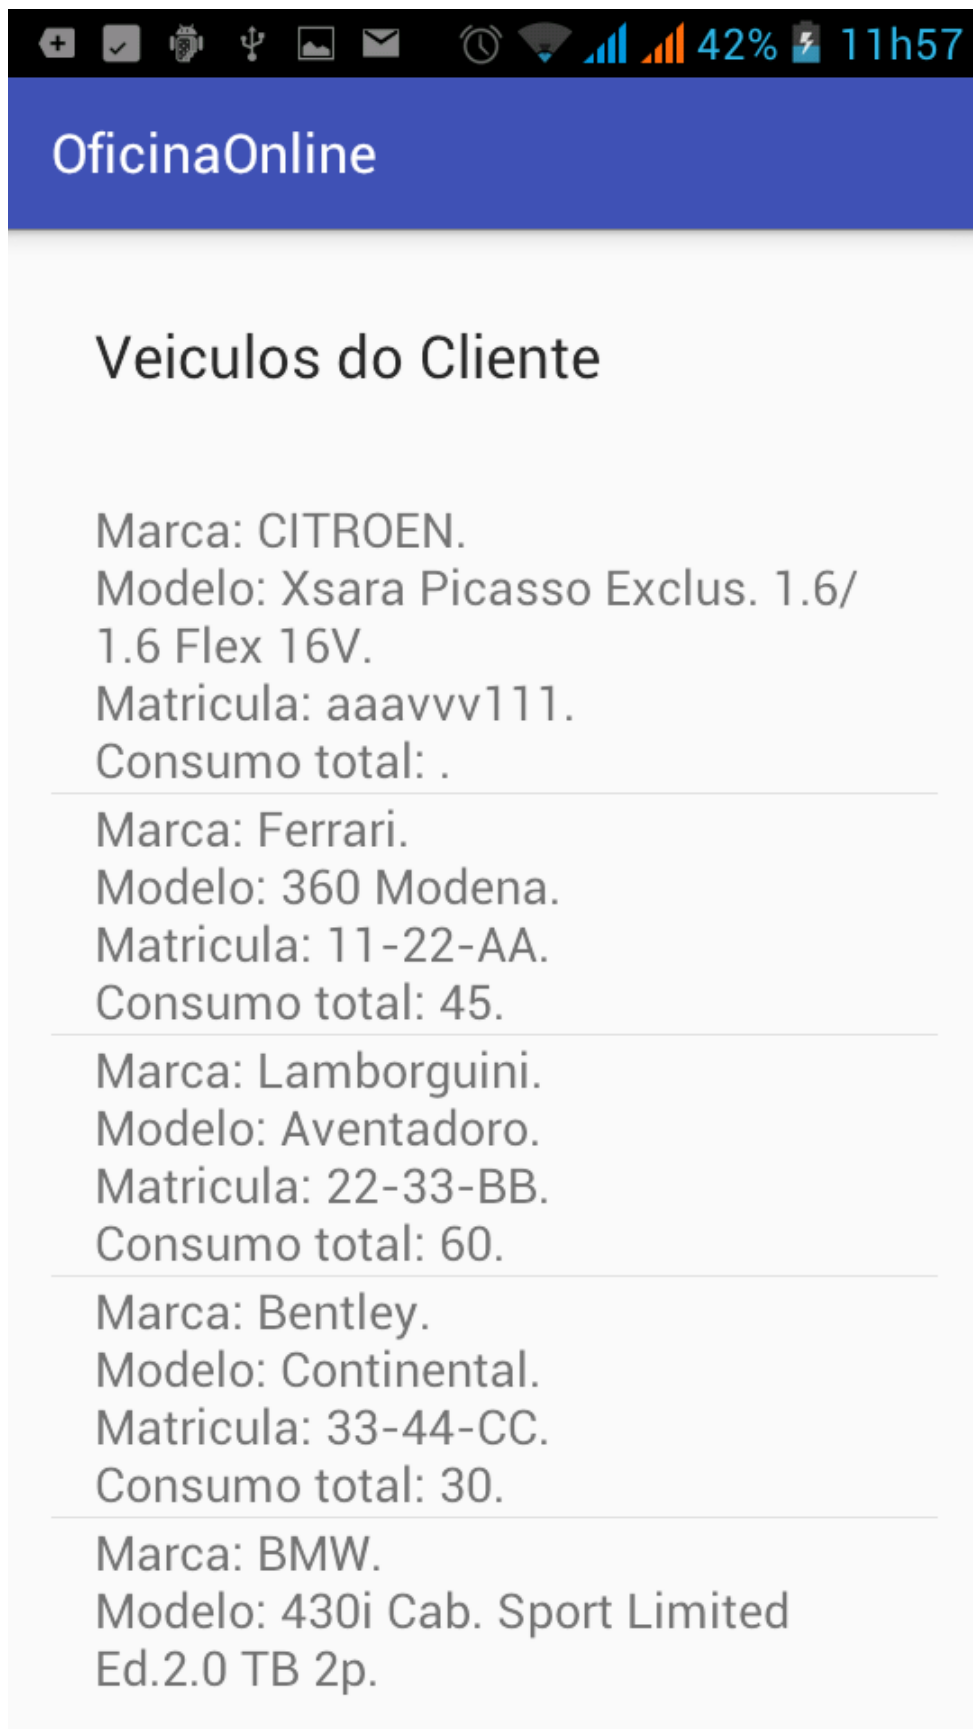 42% 11h57
OficinaOnline
Veiculos do Cliente
Marca: CITROEN.
Modelo: Xsara Picasso Exclus. 1.6/
1.6 Flex 16V.
Matricula: aaavvv111.
Consumo total: .
Marca: Ferrari.
Modelo: 360 Modena.
Matricula: 11-22-AA.
Consumo total: 45.
Marca: Lamborguini.
Modelo: Aventadoro.
Matricula: 22-33-BB.
Consumo total: 60.
Marca: Bentley.
Modelo: Continental.
Matricula: 33-44-CC.
Consumo total: 30.
Marca: BMW.
Modelo: 430i Cab. Sport Limited
Ed.2.0 TB 2p.